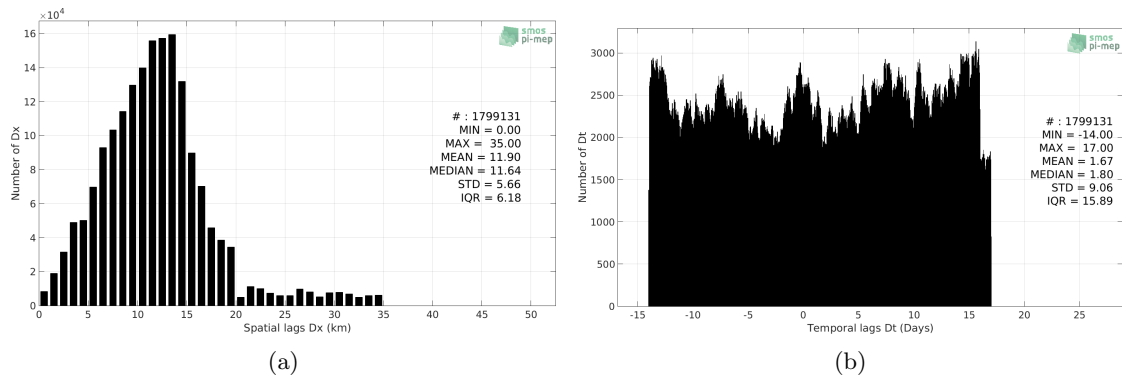 ×10⁴
16
14
12
10
8
6
4
2
0
Number of Dx
0 5 10 15 20 25 30 35 40 45 50
Spatial lags Dx (km)
smos
pi-mep
# : 1799131
MIN = 0.00
MAX = 35.00
MEAN = 11.90
MEDIAN = 11.64
STD = 5.66
IQR = 6.18
(a)
3000
2500
2000
1500
1000
500
0
Number of Dt
-15 -10 -5 0 5 10 15 20 25
Temporal lags Dt (Days)
smos
pi-mep
# : 1799131
MIN = -14.00
MAX = 17.00
MEAN = 1.67
MEDIAN = 1.80
STD = 9.06
IQR = 15.89
(b)